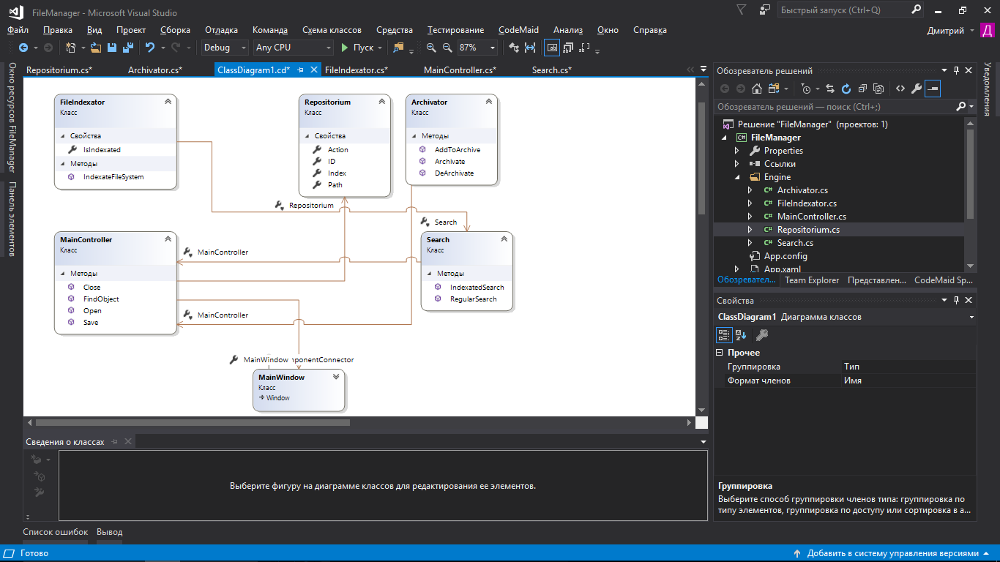 FileManager - Microsoft Visual Studio
Быстрый запуск (Ctrl+Q)
Файл Правка Вид Проект Сборка Отладка Команда Схема классов Средства Тестирование CodeMaid Анализ Окно Справка
Дмитрий Д
Debug Any CPU Пуск 87%
Окно ресурсов FileManager
Панель элементов
Repositorium.cs* Archivator.cs* ClassDiagram1.cd* FileIndexator.cs* MainController.cs* Search.cs*
FileIndexator
Класс
Свойства
IsIndexated
Методы
IndexateFileSystem
Repositorium
Класс
Свойства
Action
ID
Index
Path
Archivator
Класс
Методы
AddToArchive
Archivate
DeArchivate
Repositorium
Search
MainController
Класс
Методы
Close
FindObject
Open
Save
MainController
MainController
Search
Класс
Методы
IndexatedSearch
RegularSearch
MainWindow ponentConnector
MainWindow
Класс
Window
Сведения о классах
Выберите фигуру на диаграмме классов для редактирования ее элементов.
Список ошибок Вывод
Готово
Добавить в систему управления версиями
Обозреватель решений
Обозреватель решений — поиск (Ctrl+;)
Решение "FileManager" (проектов: 1)
C# FileManager
Properties
Ссылки
Engine
C# Archivator.cs
C# FileIndexator.cs
C# MainController.cs
C# Repositorium.cs
C# Search.cs
App.config
App.xaml
Обозревател... Team Explorer Представлен... CodeMaid Sp...
Свойства
ClassDiagram1 Диаграмма классов
Прочее
Группировка Тип
Формат членов Имя
Группировка
Выберите способ группировки членов типа: группировка по
типу элементов, группировка по доступу или сортировка в а...
Уведомления